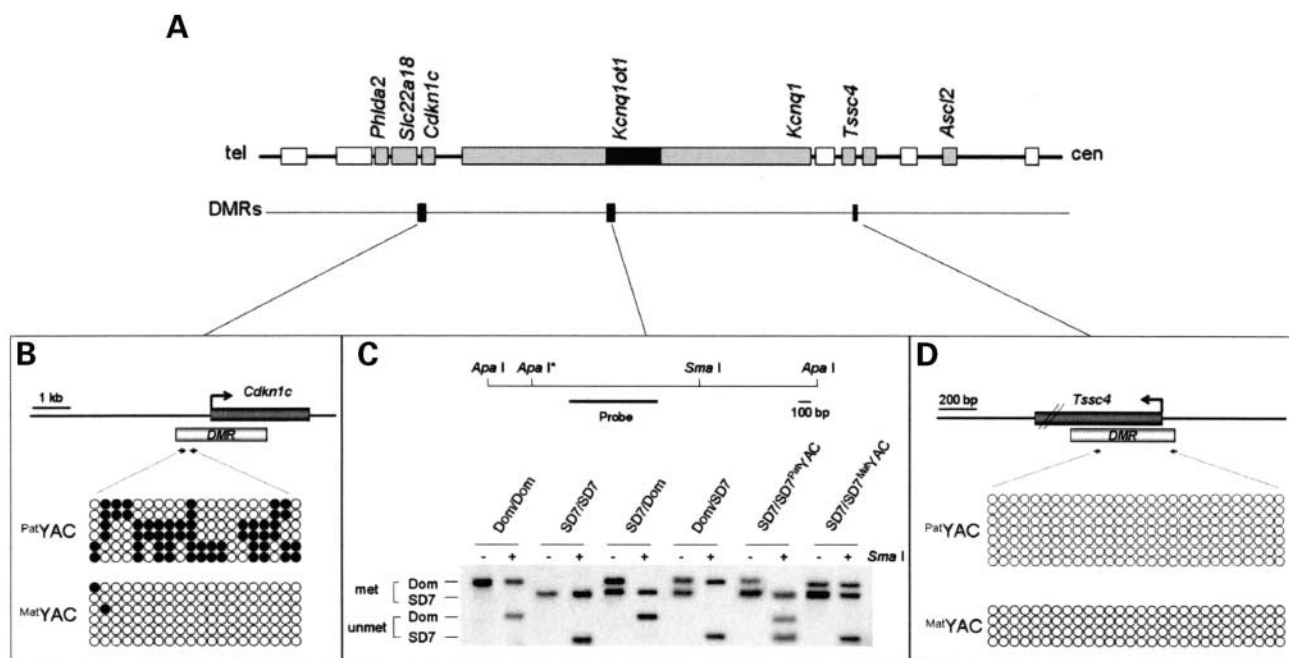 A
Phlda2
Slc22a18
Cdkn1c
Kcnq1ot1
Kcnq1
Tssc4
Ascl2
tel
cen
DMRs
B
1 kb
Cdkn1c
DMR
PatYAC
MatYAC
C
Apa I
Apa I*
Sma I
Apa I
Probe
100 bp
Dom/Dom
SD7/SD7
SD7/Dom
Dom/SD7
SD7/SD7PatYAC
SD7/SD7MatYAC
- + - + - + - + - + - + Sma I
met
Dom
SD7
unmet
Dom
SD7
D
200 bp
Tssc4
DMR
PatYAC
MatYAC